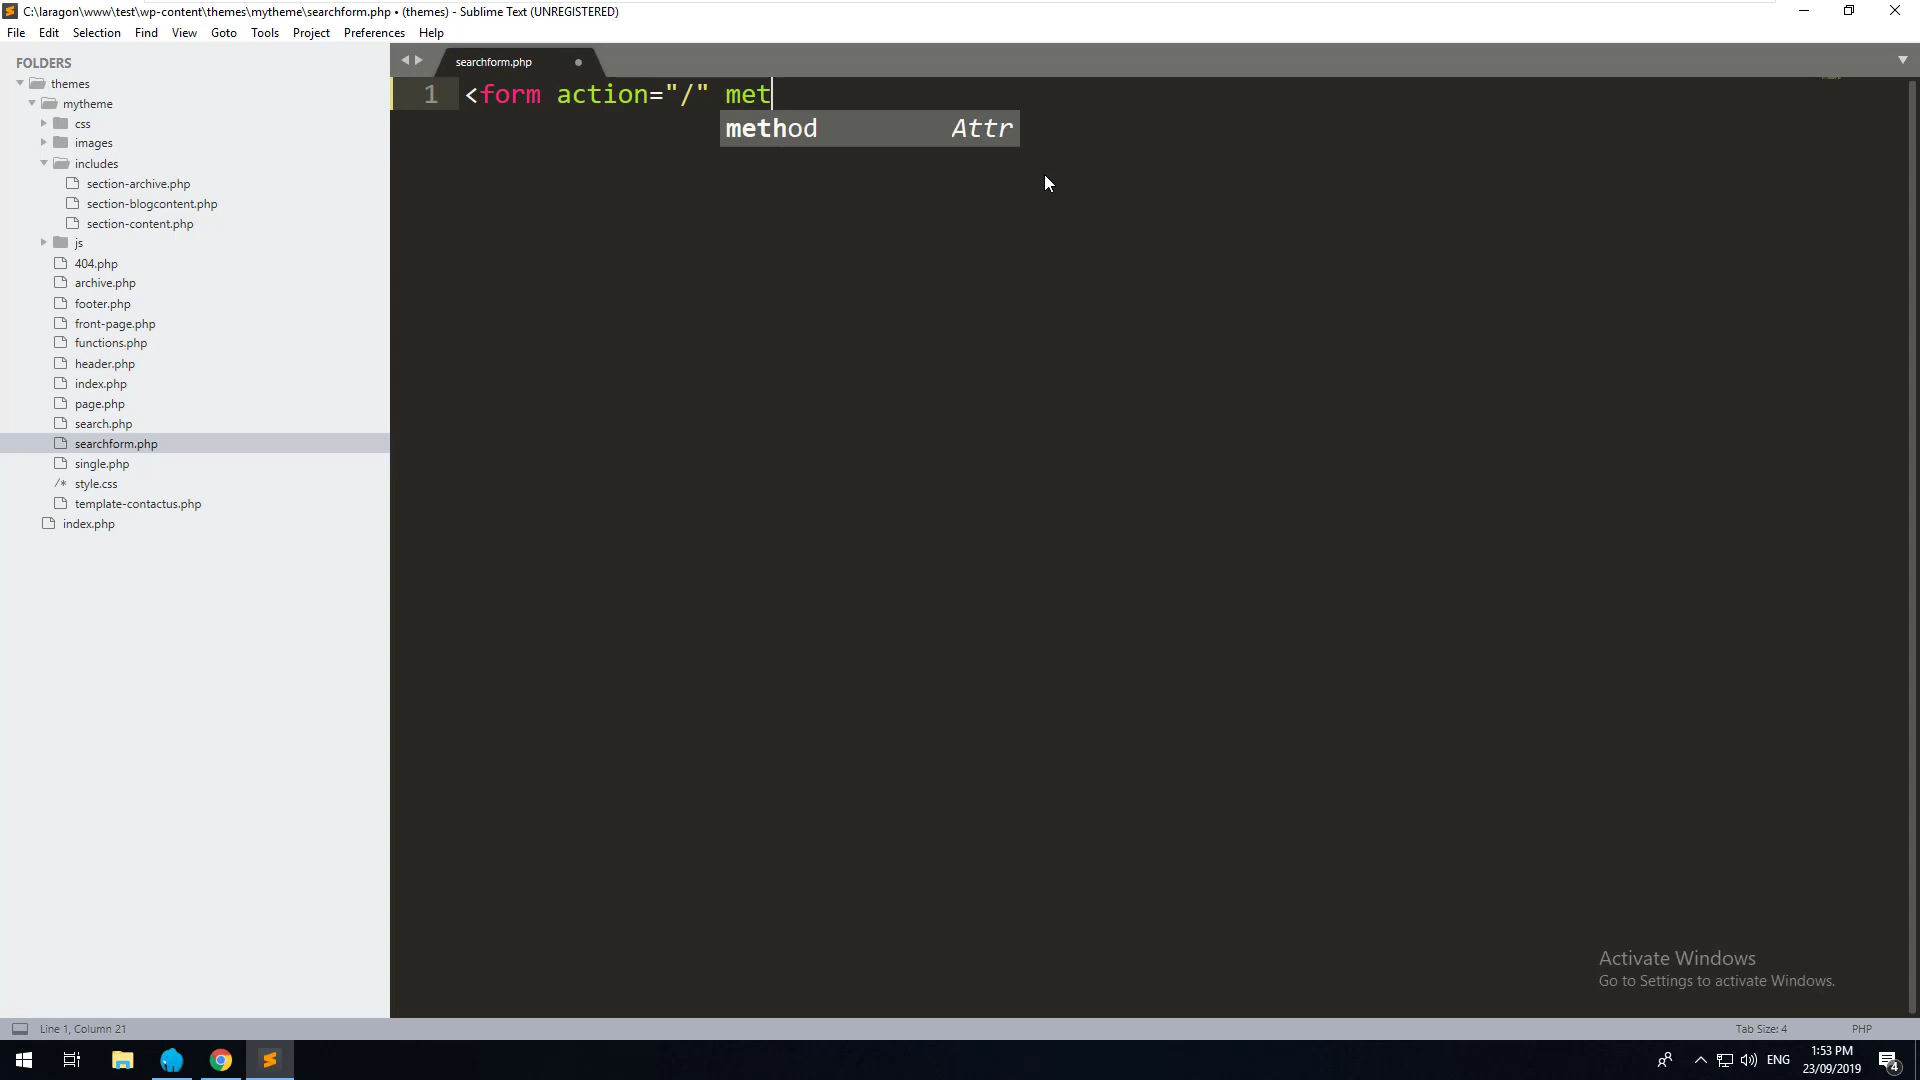 C:\laragon\www\test\wp-content\themes\mytheme\searchform.php • (themes) - Sublime Text (UNREGISTERED)
File Edit Selection Find View Goto Tools Project Preferences Help
FOLDERS
themes
mytheme
css
images
includes
section-archive.php
section-blogcontent.php
section-content.php
js
404.php
archive.php
footer.php
front-page.php
functions.php
header.php
index.php
page.php
search.php
searchform.php
single.php
/* style.css
template-contactus.php
index.php
searchform.php
1 <form action="/" met
method Attr
Activate Windows
Go to Settings to activate Windows.
Line 1, Column 21
Tab Size: 4 PHP
ENG
1:53 PM
23/09/2019
4